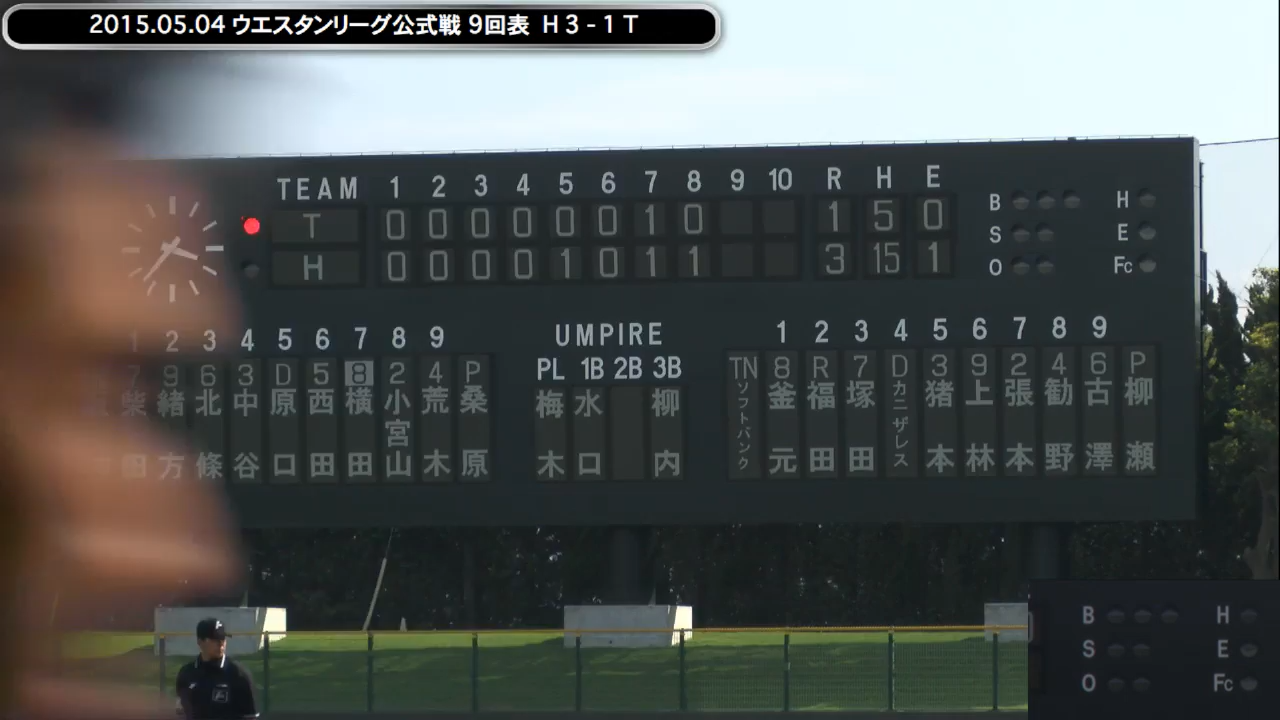 2015.05.04 ウエスタンリーグ公式戦 9回表 H3-1T
TEAM 1 2 3 4 5 6 7 8 9 10 R H E
T 0 0 0 0 0 0 1 0 1 5 0
H 0 0 0 0 1 0 1 1 3 15 1
B H
S E
O Fc
1 2 3 4 5 6 7 8 9
7 9 6 3 D 5 8 2 4 P
柴田 緒方 北條 中谷 原口 西田 横田 小宮山 荒木 桑原
UMPIRE
PL 1B 2B 3B
梅木 水口 柳内
1 2 3 4 5 6 7 8 9
TN 8 R 7 D 3 9 2 4 6 P
ソフトバンク 釜元 福田 塚田 カニザレス 猪本 上林 張本 勧野 古澤 柳瀬
B H
S E
O Fc